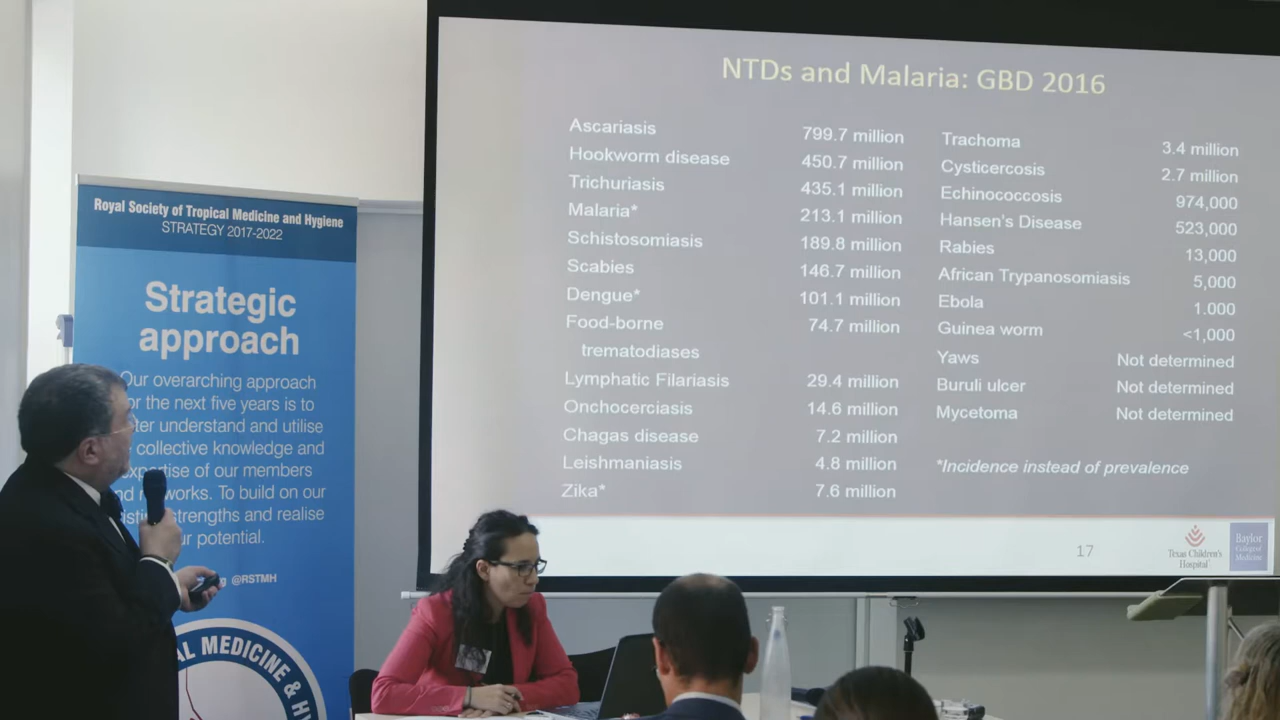 Royal Society of Tropical Medicine and Hygiene
STRATEGY 2017-2022
Strategic
approach
Our overarching approach
or the next five years is to
ter understand and utilise
collective knowledge and
expertise of our members
nd works. To build on our
strengths and realise
ur potential.
@RSTMH
AL MEDICINE & H
NTDs and Malaria: GBD 2016
Ascariasis 799.7 million
Hookworm disease 450.7 million
Trichuriasis 435.1 million
Malaria* 213.1 million
Schistosomiasis 189.8 million
Scabies 146.7 million
Dengue* 101.1 million
Food-borne 74.7 million
trematodiases
Lymphatic Filariasis 29.4 million
Onchocerciasis 14.6 million
Chagas disease 7.2 million
Leishmaniasis 4.8 million
Zika* 7.6 million
Trachoma 3.4 million
Cysticercosis 2.7 million
Echinococcosis 974,000
Hansen's Disease 523,000
Rabies 13,000
African Trypanosomiasis 5,000
Ebola 1.000
Guinea worm <1,000
Yaws Not determined
Buruli ulcer Not determined
Mycetoma Not determined
*Incidence instead of prevalence
17
Texas Children's
Hospital
Baylor
College of
Medicine